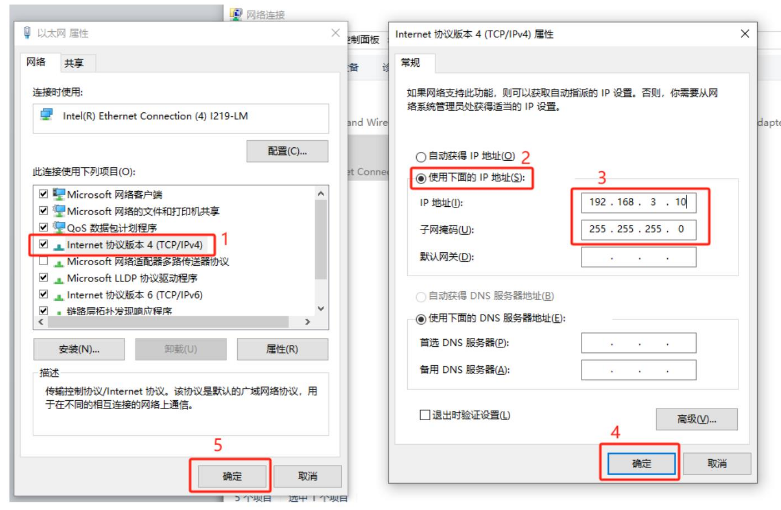 网络连接
以太网 属性
网络
共享
连接时使用:
Intel(R) Ethernet Connection (4) I219-LM
配置(C)...
此连接使用下列项目(O):
Microsoft 网络客户端
Microsoft 网络的文件和打印机共享
QoS 数据包计划程序
Internet 协议版本 4 (TCP/IPv4)
1
Microsoft 网络适配器多路传送器协议
Microsoft LLDP 协议驱动程序
Internet 协议版本 6 (TCP/IPv6)
链路层拓扑发现响应程序
安装(N)...
卸载(U)
属性(R)
描述
传输控制协议/Internet 协议。该协议是默认的广域网络协议，用
于在不同的相互连接的网络上通信。
5
确定
取消
控制面板
备
and Wire
et Conne
5 个项目
选中 1 个项目
Internet 协议版本 4 (TCP/IPv4) 属性
常规
如果网络支持此功能，则可以获取自动指派的 IP 设置。否则，你需要从网
络系统管理员处获得适当的 IP 设置。
自动获得 IP 地址(O)
2
使用下面的 IP 地址(S):
3
IP 地址(I):
192 . 168 . 3 . 10
子网掩码(U):
255 . 255 . 255 . 0
默认网关(D):
. . .
自动获得 DNS 服务器地址(B)
使用下面的 DNS 服务器地址(E):
首选 DNS 服务器(P):
. . .
备用 DNS 服务器(A):
. . .
退出时验证设置(L)
高级(V)...
4
确定
取消
dapte